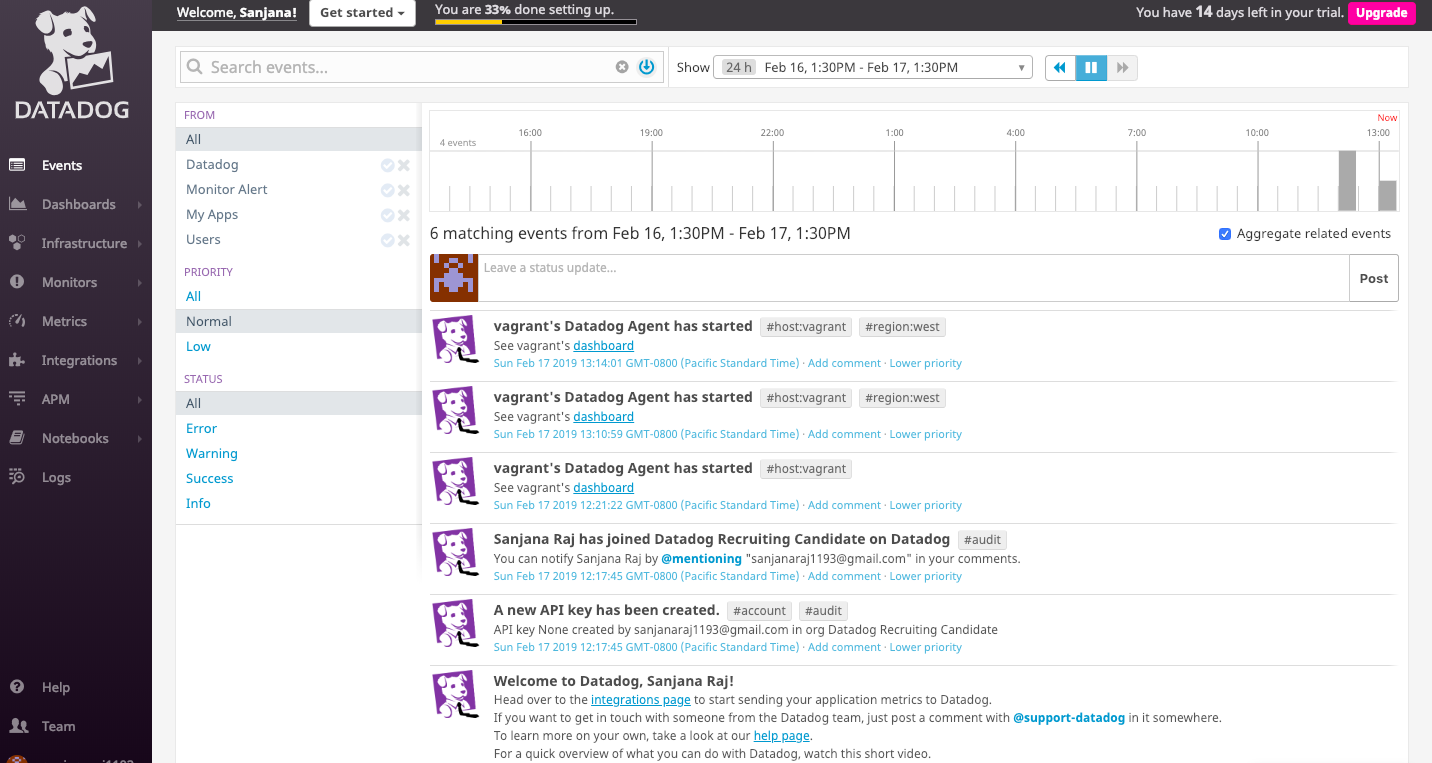 DATADOG
Events
Dashboards
Infrastructure
Monitors
Metrics
Integrations
APM
Notebooks
Logs
Help
Team
Welcome, Sanjana!
Get started
You are 33% done setting up.
You have 14 days left in your trial.
Upgrade
Search events...
Show 24 h Feb 16, 1:30PM - Feb 17, 1:30PM
FROM
All
Datadog
Monitor Alert
My Apps
Users
PRIORITY
All
Normal
Low
STATUS
All
Error
Warning
Success
Info
Now
16:00 19:00 22:00 1:00 4:00 7:00 10:00 13:00
4 events
6 matching events from Feb 16, 1:30PM - Feb 17, 1:30PM
Aggregate related events
Leave a status update...
Post
vagrant's Datadog Agent has started #host:vagrant #region:west
See vagrant's dashboard
Sun Feb 17 2019 13:14:01 GMT-0800 (Pacific Standard Time) · Add comment · Lower priority
vagrant's Datadog Agent has started #host:vagrant #region:west
See vagrant's dashboard
Sun Feb 17 2019 13:10:59 GMT-0800 (Pacific Standard Time) · Add comment · Lower priority
vagrant's Datadog Agent has started #host:vagrant
See vagrant's dashboard
Sun Feb 17 2019 12:21:22 GMT-0800 (Pacific Standard Time) · Add comment · Lower priority
Sanjana Raj has joined Datadog Recruiting Candidate on Datadog #audit
You can notify Sanjana Raj by @mentioning "sanjanaraj1193@gmail.com" in your comments.
Sun Feb 17 2019 12:17:45 GMT-0800 (Pacific Standard Time) · Add comment · Lower priority
A new API key has been created. #account #audit
API key None created by sanjanaraj1193@gmail.com in org Datadog Recruiting Candidate
Sun Feb 17 2019 12:17:45 GMT-0800 (Pacific Standard Time) · Add comment · Lower priority
Welcome to Datadog, Sanjana Raj!
Head over to the integrations page to start sending your application metrics to Datadog.
If you want to get in touch with someone from the Datadog team, just post a comment with @support-datadog in it somewhere.
To learn more on your own, take a look at our help page.
For a quick overview of what you can do with Datadog, watch this short video.